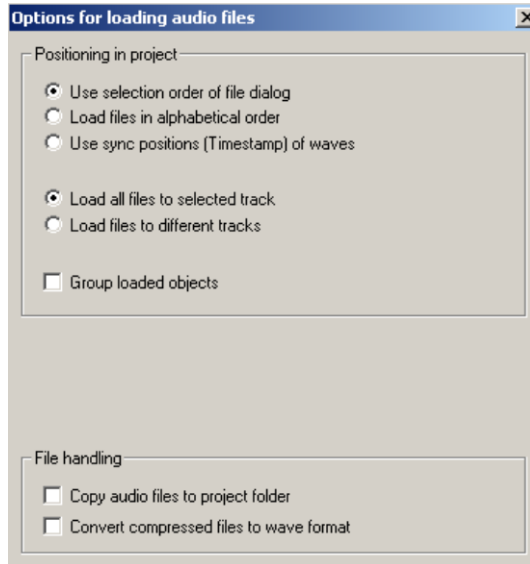 Options for loading audio files
Positioning in project
Use selection order of file dialog
Load files in alphabetical order
Use sync positions (Timestamp) of waves
Load all files to selected track
Load files to different tracks
Group loaded objects
File handling
Copy audio files to project folder
Convert compressed files to wave format